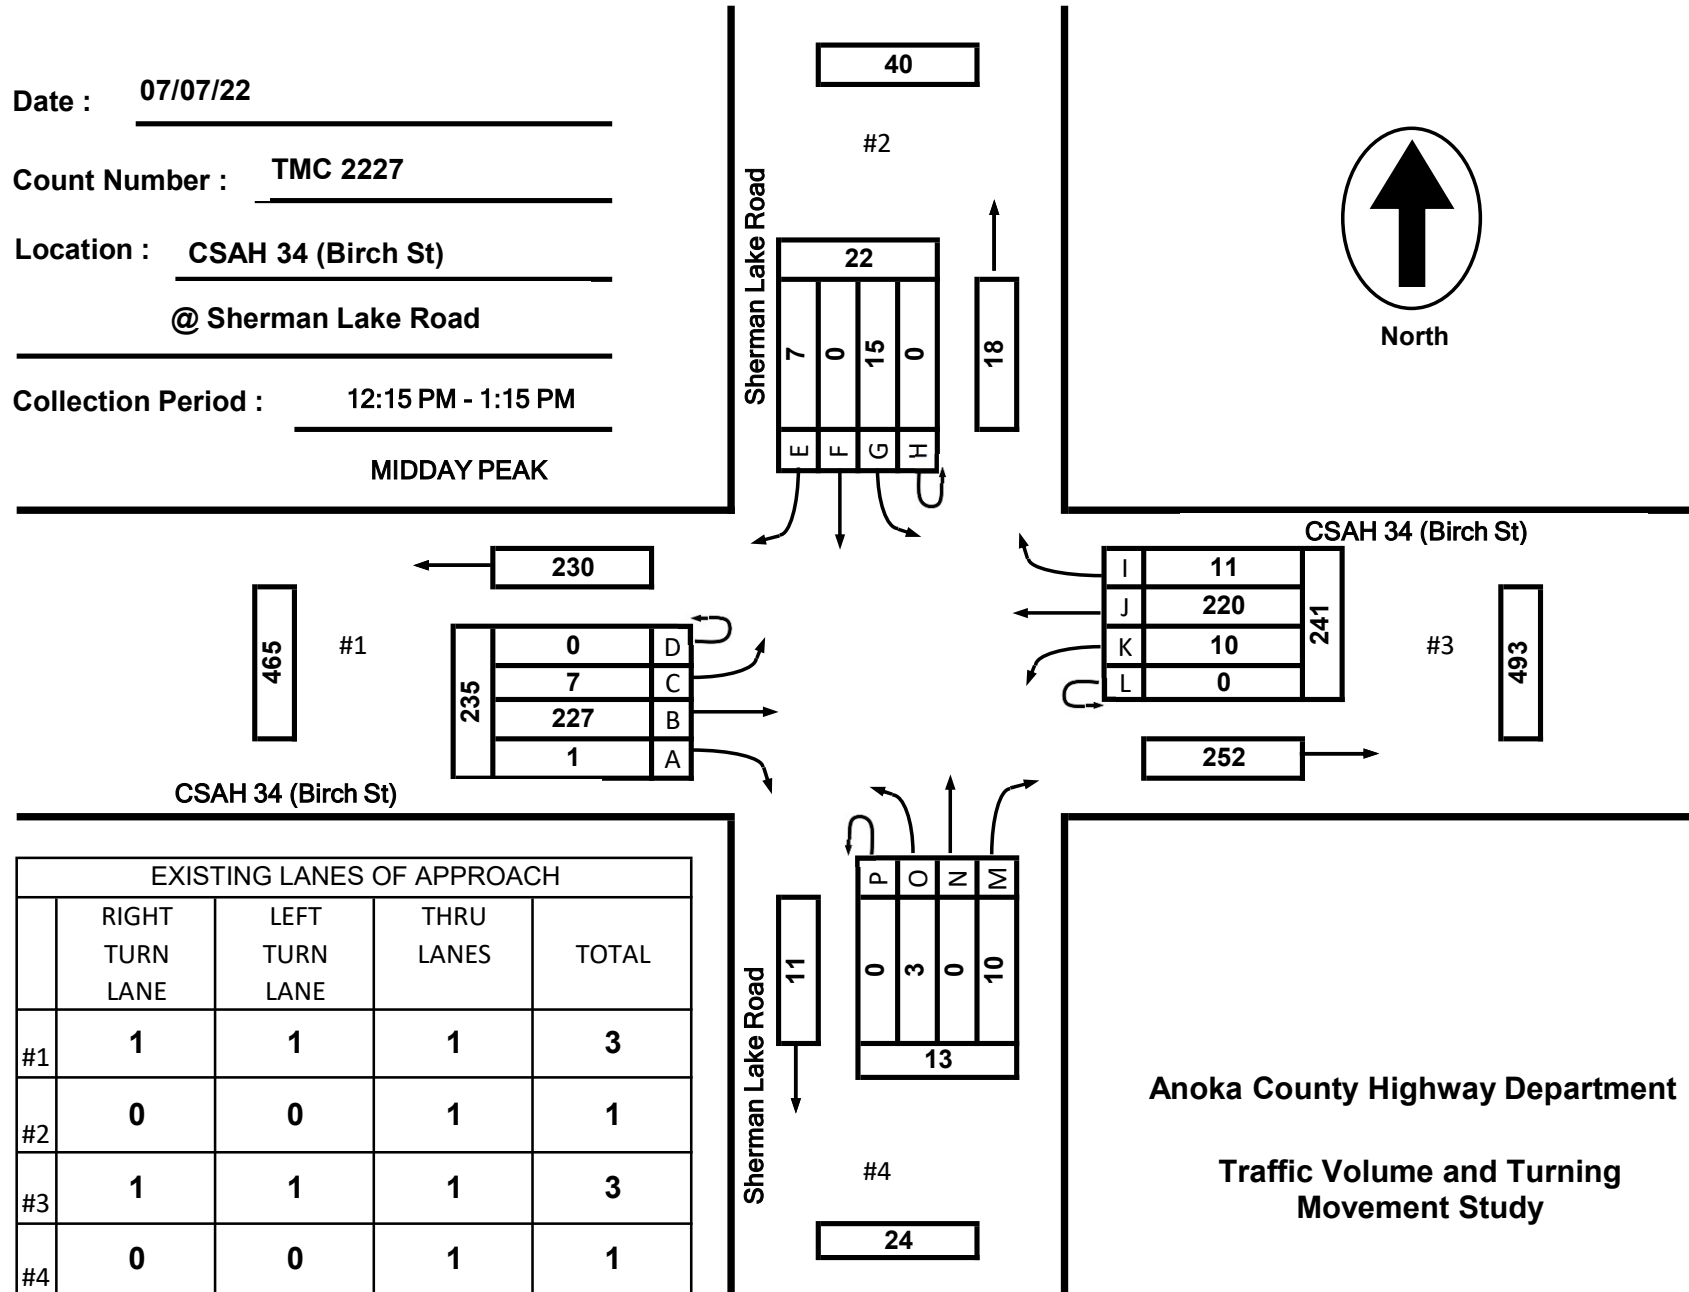 Date :
07/07/22
Count Number :
TMC 2227
Location :
CSAH 34 (Birch St)
@ Sherman Lake Road
Collection Period :
12:15 PM - 1:15 PM
MIDDAY PEAK
40
#2
Sherman Lake Road
22
7 0 15 0
E F G H
18
North
230
465
#1
235
0 D
7 C
227 B
1 A
CSAH 34 (Birch St)
CSAH 34 (Birch St)
I 11
J 220
K 10
L 0
241
#3
493
252
P O N M
0 3 0 10
13
11
Sherman Lake Road
#4
24
EXISTING LANES OF APPROACH
RIGHT TURN LANE
LEFT TURN LANE
THRU LANES
TOTAL
#1 1 1 1 3
#2 0 0 1 1
#3 1 1 1 3
#4 0 0 1 1
Anoka County Highway Department
Traffic Volume and Turning
Movement Study